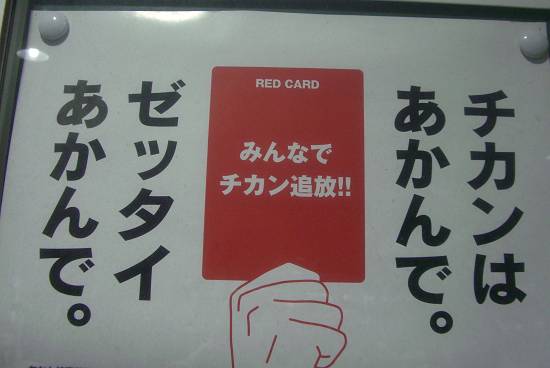 チカンは
あかんで。
RED CARD
みんなで
チカン追放!!
ゼッタイ
あかんで。